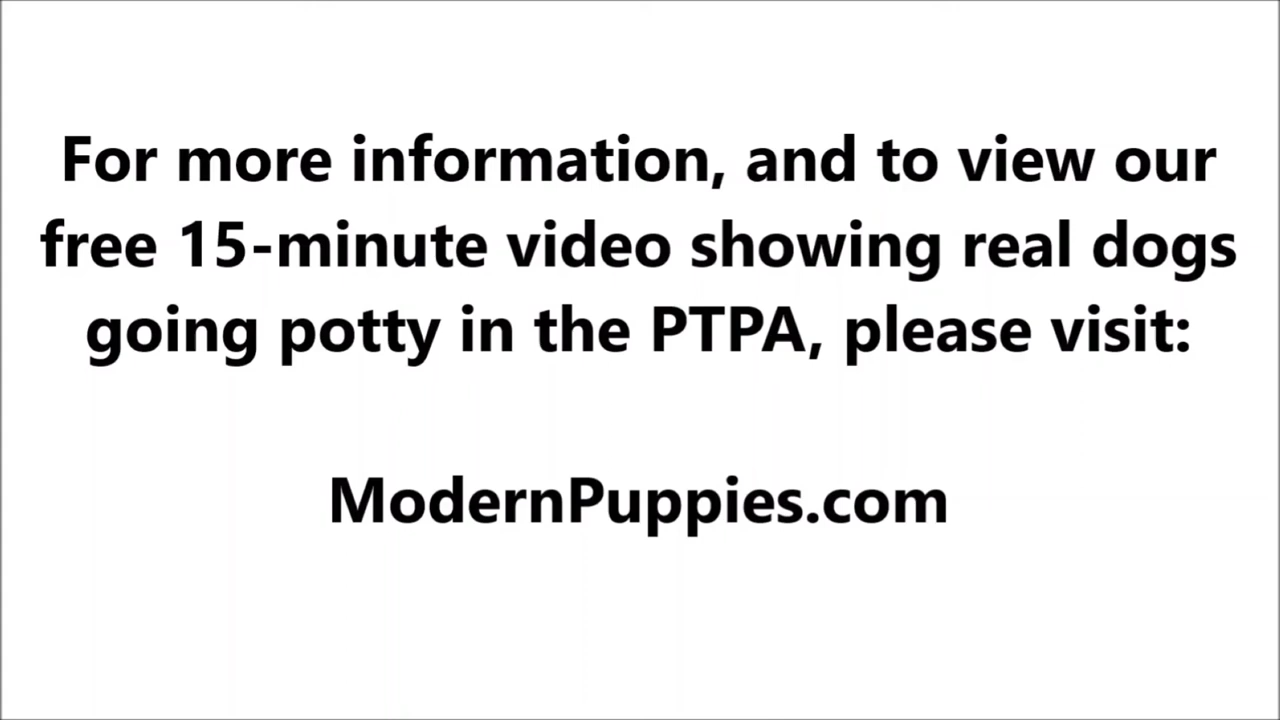 For more information, and to view our
free 15-minute video showing real dogs
going potty in the PTPA, please visit:
ModernPuppies.com